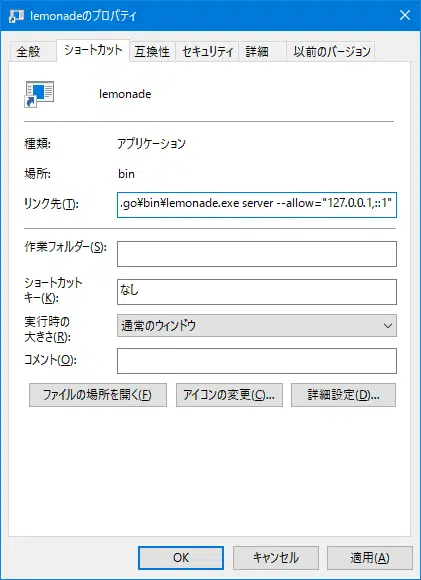 lemonadeのプロパティ
全般 ショートカット 互換性 セキュリティ 詳細 以前のバージョン
lemonade
種類: アプリケーション
場所: bin
リンク先(T): .go¥bin¥lemonade.exe server --allow="127.0.0.1,::1"
作業フォルダー(S):
ショートカット
キー(K): なし
実行時の
大きさ(R): 通常のウィンドウ
コメント(O):
ファイルの場所を開く(F) アイコンの変更(C)... 詳細設定(D)...
OK キャンセル 適用(A)